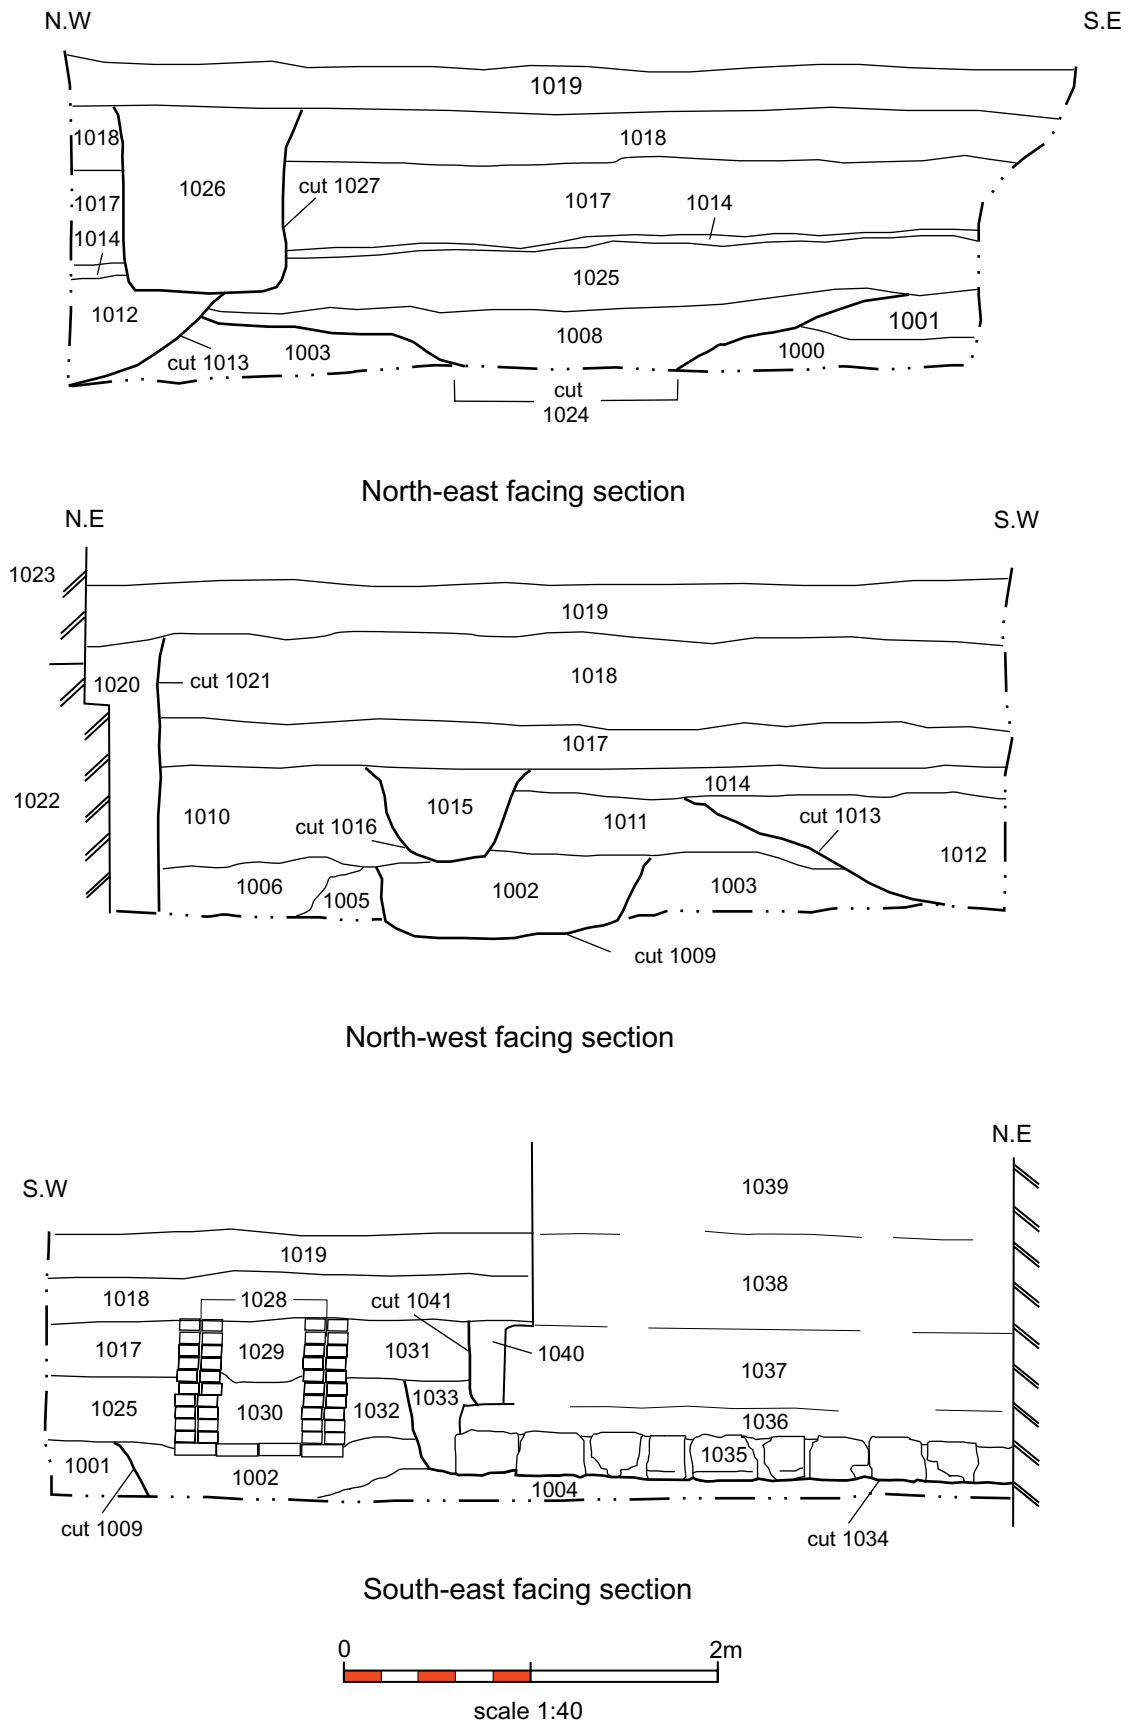 N.W
S.E
1019
1018
1018
1026
cut 1027
1017
1017
1014
1014
1025
1012
1001
1008
1003
1000
cut 1013
cut
1024
North-east facing section
N.E
S.W
1023
1019
1020
cut 1021
1018
1017
1014
1022
1010
1015
cut 1016
1011
cut 1013
1012
1006
1005
1002
1003
cut 1009
North-west facing section
N.E
S.W
1039
1019
1038
1018
1028
cut 1041
1017
1029
1031
1040
1037
1025
1030
1032
1033
1036
1001
1002
1035
1004
cut 1009
cut 1034
South-east facing section
0
2m
scale 1:40